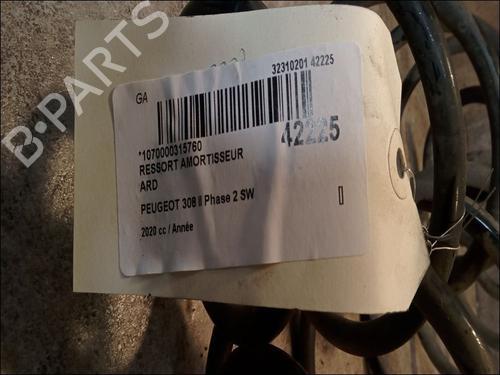 B-PARTS
GA
32310201 42225
42225
*1070000315760
RESSORT AMORTISSEUR
ARD
PEUGEOT 308 II Phase 2 SW
2020 cc / Année